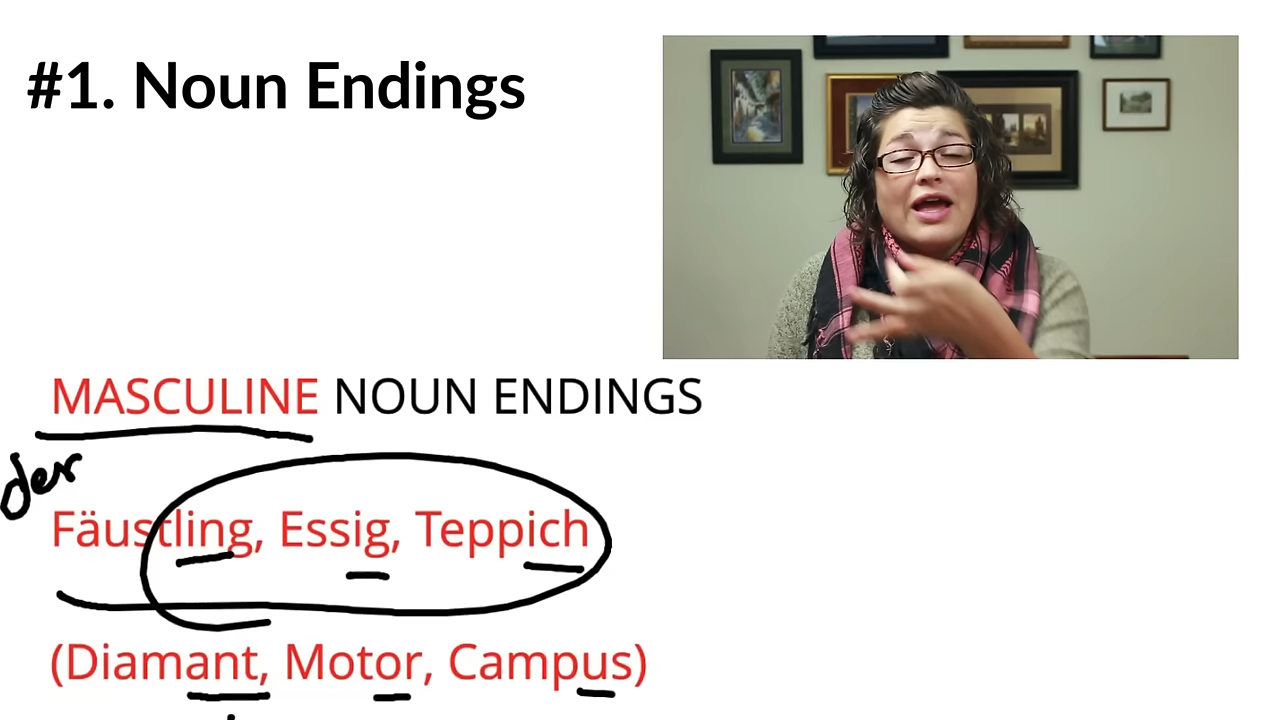 #1. Noun Endings
MASCULINE NOUN ENDINGS
der
Fäustling, Essig, Teppich
(Diamant, Motor, Campus)